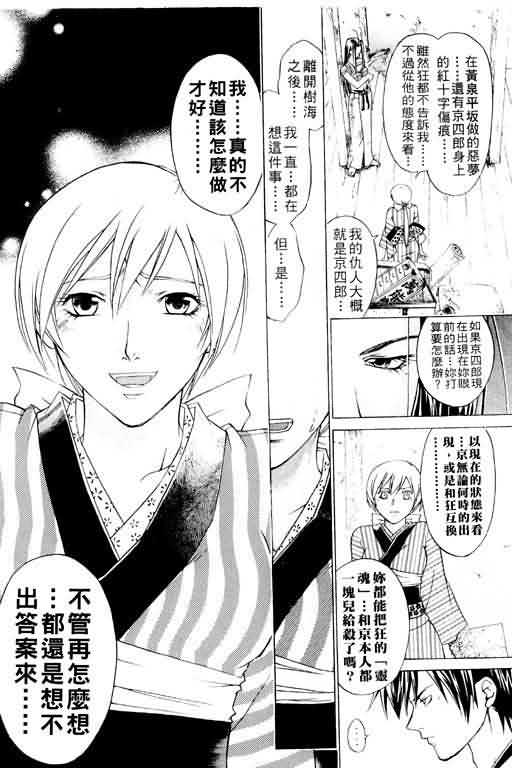 在黃泉平坂做的惡夢
……還有京四郎身上
的紅十字傷痕……
雖然狂都不告訴我
不過從他的態度來看…
我的仇人大概
就是京四郎……
離開樹海
之後……
我一直…都在
想這件事……
但…是……
如果京四郎現
在出現在妳眼
前的話…妳打
算要怎麼辦？
以現在的狀態來看
…京無論何時的出
現，或是和狂互換
……
妳都能把狂的「靈
魂」…和京本人都
一塊兒給殺了嗎？
……
我……真的不
知道該怎麼做
才好………
不管再怎麼想
…都還是想不
出答案來……